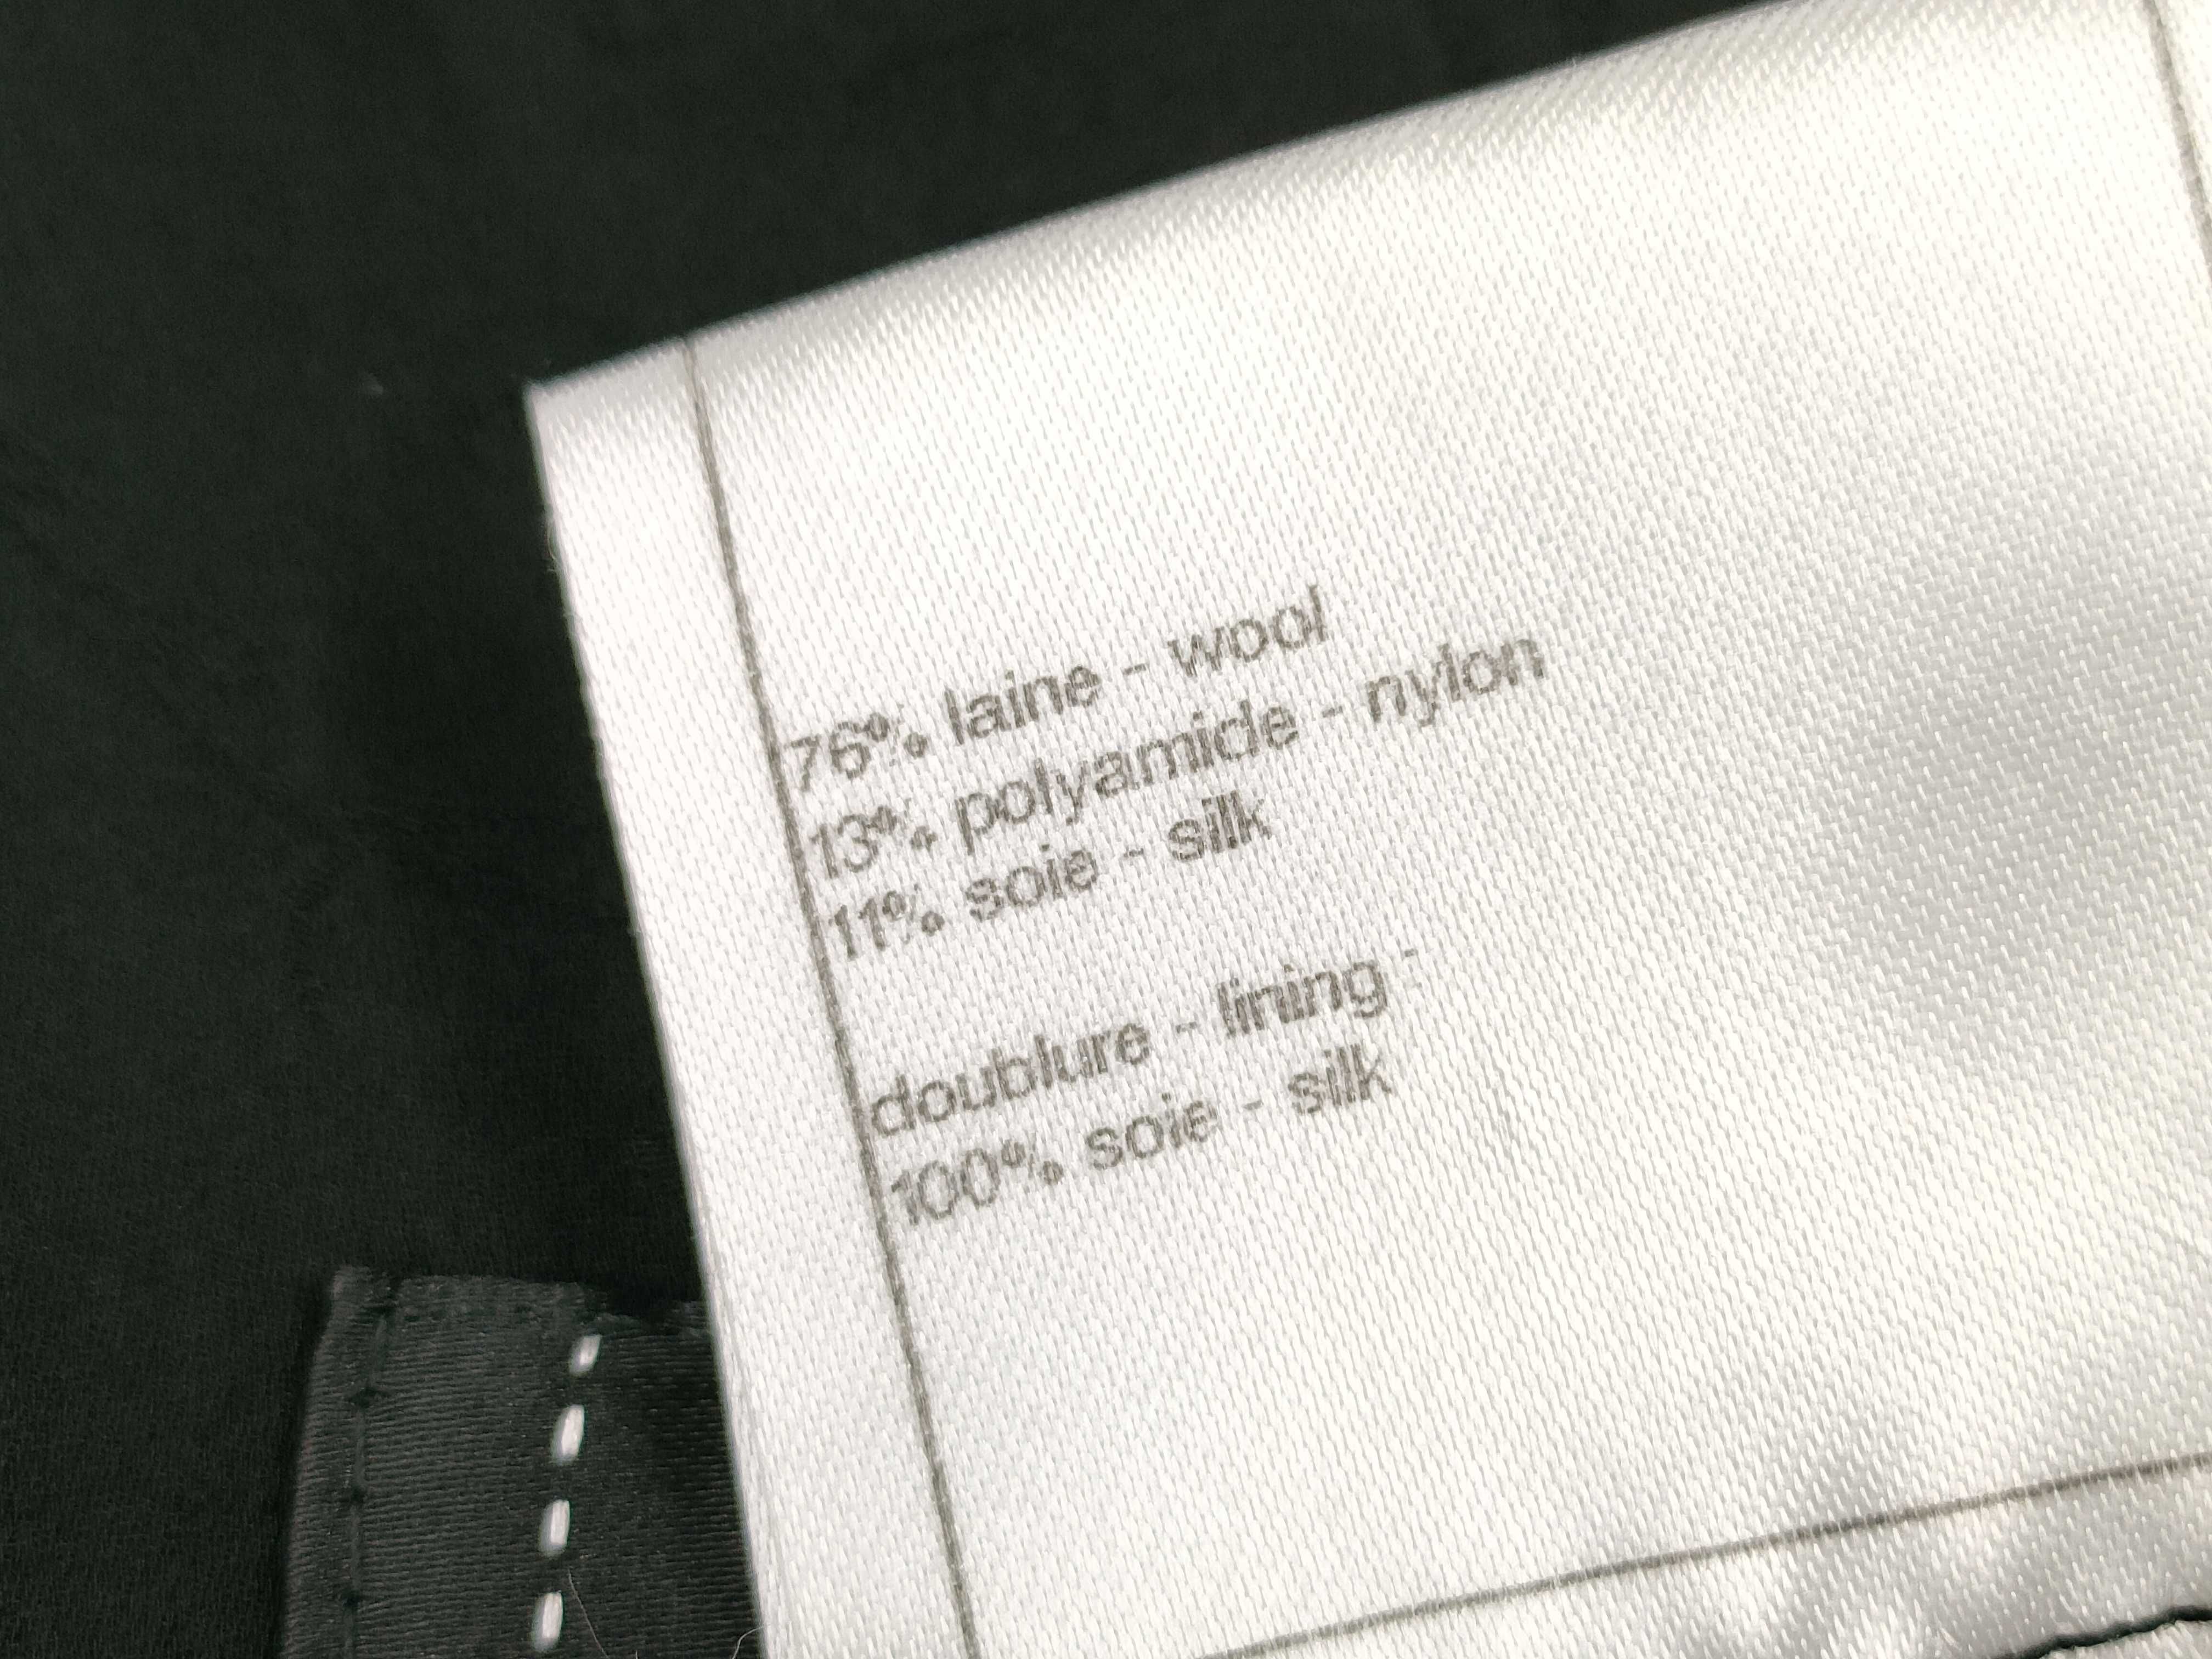 76% laine - wool
13% polyamide - nylon
11% soie - silk
doublure - lining :
100% soie - silk